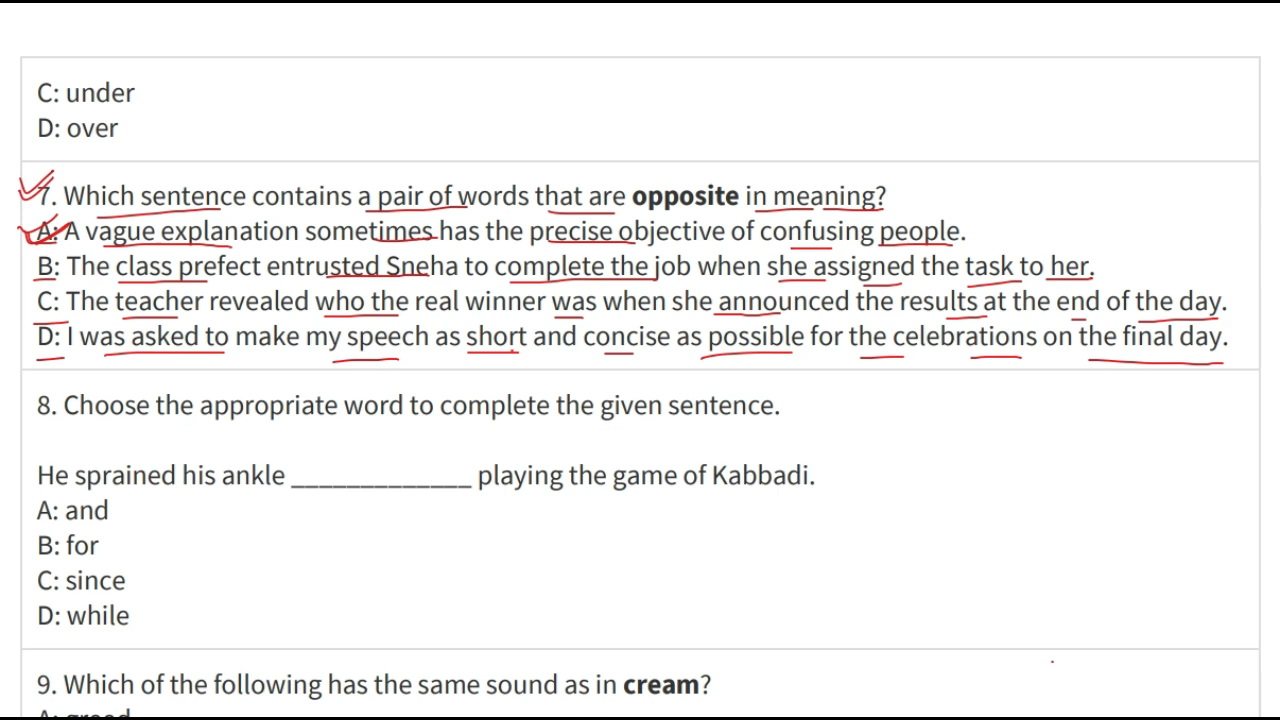 C: under
D: over
7. Which sentence contains a pair of words that are opposite in meaning?
A: A vague explanation sometimes has the precise objective of confusing people.
B: The class prefect entrusted Sneha to complete the job when she assigned the task to her.
C: The teacher revealed who the real winner was when she announced the results at the end of the day.
D: I was asked to make my speech as short and concise as possible for the celebrations on the final day.
8. Choose the appropriate word to complete the given sentence.
He sprained his ankle _____________ playing the game of Kabbadi.
A: and
B: for
C: since
D: while
9. Which of the following has the same sound as in cream?
A: greed